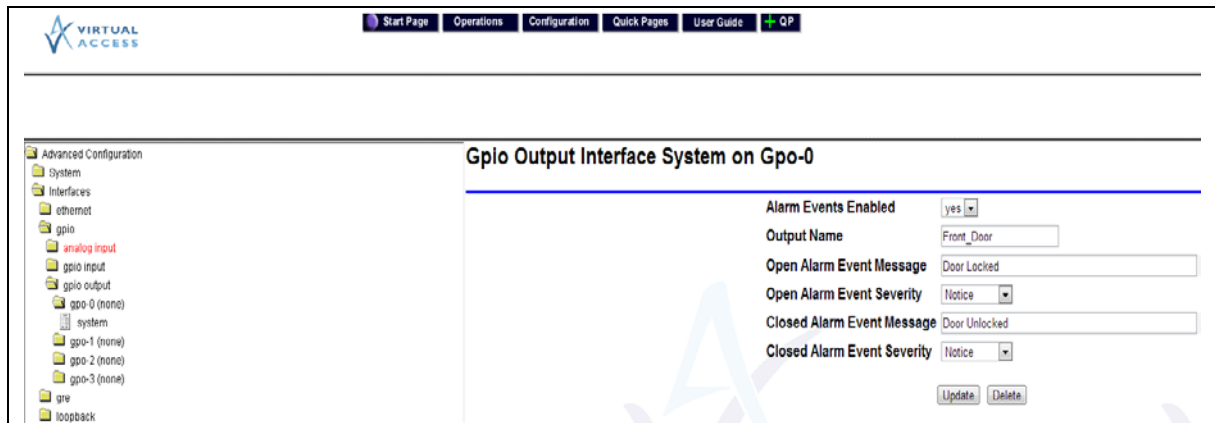 VIRTUAL
ACCESS
Start Page
Operations
Configuration
Quick Pages
User Guide
QP
Advanced Configuration
System
Interfaces
ethernet
gpio
analog input
gpio input
gpio output
gpo-0 (none)
system
gpo-1 (none)
gpo-2 (none)
gpo-3 (none)
gre
loopback
Gpio Output Interface System on Gpo-0
Alarm Events Enabled yes
Output Name Front_Door
Open Alarm Event Message Door Locked
Open Alarm Event Severity Notice
Closed Alarm Event Message Door Unlocked
Closed Alarm Event Severity Notice
Update Delete